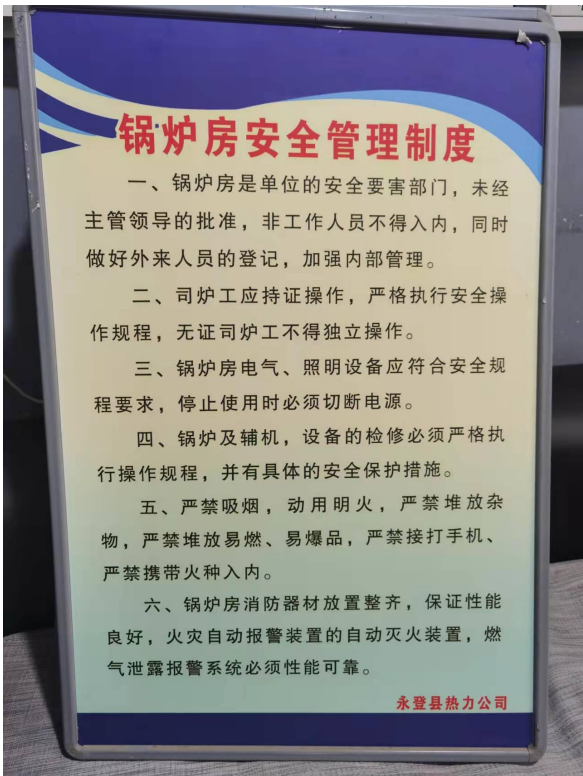 锅炉房安全管理制度
一、锅炉房是单位的安全要害部门，未经
主管领导的批准，非工作人员不得入内，同时
做好外来人员的登记，加强内部管理。
二、司炉工应持证操作，严格执行安全操
作规程，无证司炉工不得独立操作。
三、锅炉房电气、照明设备应符合安全规
程要求，停止使用时必须切断电源。
四、锅炉及辅机，设备的检修必须严格执
行操作规程，并有具体的安全保护措施。
五、严禁吸烟，动用明火，严禁堆放杂
物，严禁堆放易燃、易爆品，严禁接打手机、
严禁携带火种入内。
六、锅炉房消防器材放置整齐，保证性能
良好，火灾自动报警装置的自动灭火装置，燃
气泄露报警系统必须性能可靠。
永登县热力公司